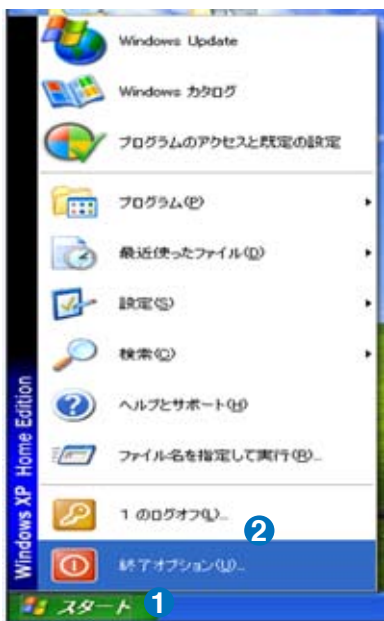 Windows Update
Windows カタログ
プログラムのアクセスと既定の設定
プログラム(P)
最近使ったファイル(D)
設定(S)
検索(C)
ヘルプとサポート(H)
ファイル名を指定して実行(R)...
1 のログオフ(L)...
2
終了オプション(U)...
Windows XP Home Edition
スタート 1